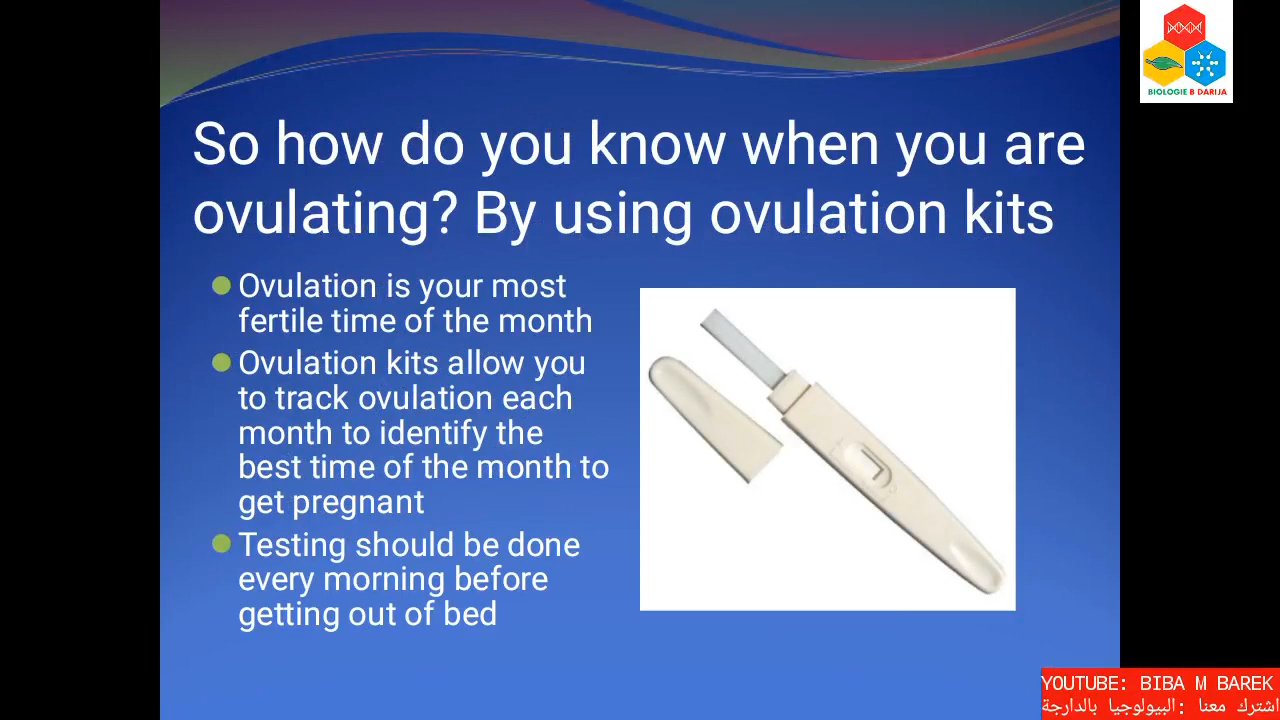 BIOLOGIE B DARIJA
So how do you know when you are
ovulating? By using ovulation kits
Ovulation is your most
fertile time of the month
Ovulation kits allow you
to track ovulation each
month to identify the
best time of the month to
get pregnant
Testing should be done
every morning before
getting out of bed
YOUTUBE: BIBA M BAREK
اشترك معنا :البيولوجيا بالدارجة